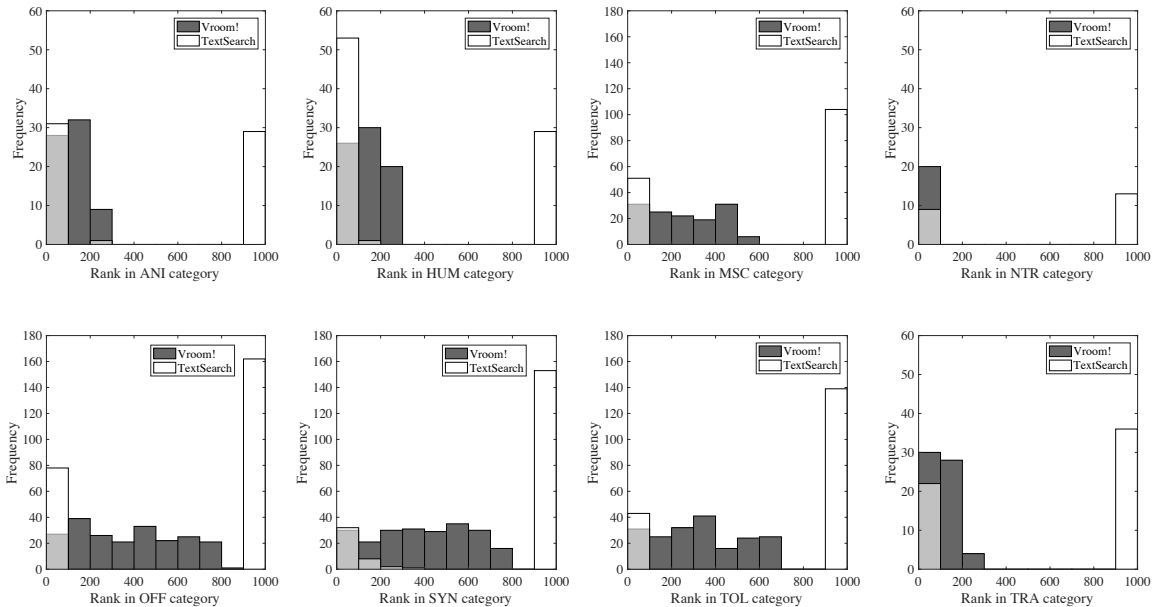 60
50
40
30
20
10
0
Frequency
Vroom!
TextSearch
0 200 400 600 800 1000
Rank in ANI category
60
50
40
30
20
10
0
Frequency
Vroom!
TextSearch
0 200 400 600 800 1000
Rank in HUM category
180
160
140
120
100
80
60
40
20
0
Frequency
Vroom!
TextSearch
0 200 400 600 800 1000
Rank in MSC category
60
50
40
30
20
10
0
Frequency
Vroom!
TextSearch
0 200 400 600 800 1000
Rank in NTR category
180
160
140
120
100
80
60
40
20
0
Frequency
Vroom!
TextSearch
0 200 400 600 800 1000
Rank in OFF category
180
160
140
120
100
80
60
40
20
0
Frequency
Vroom!
TextSearch
0 200 400 600 800 1000
Rank in SYN category
180
160
140
120
100
80
60
40
20
0
Frequency
Vroom!
TextSearch
0 200 400 600 800 1000
Rank in TOL category
60
50
40
30
20
10
0
Frequency
Vroom!
TextSearch
0 200 400 600 800 1000
Rank in TRA category